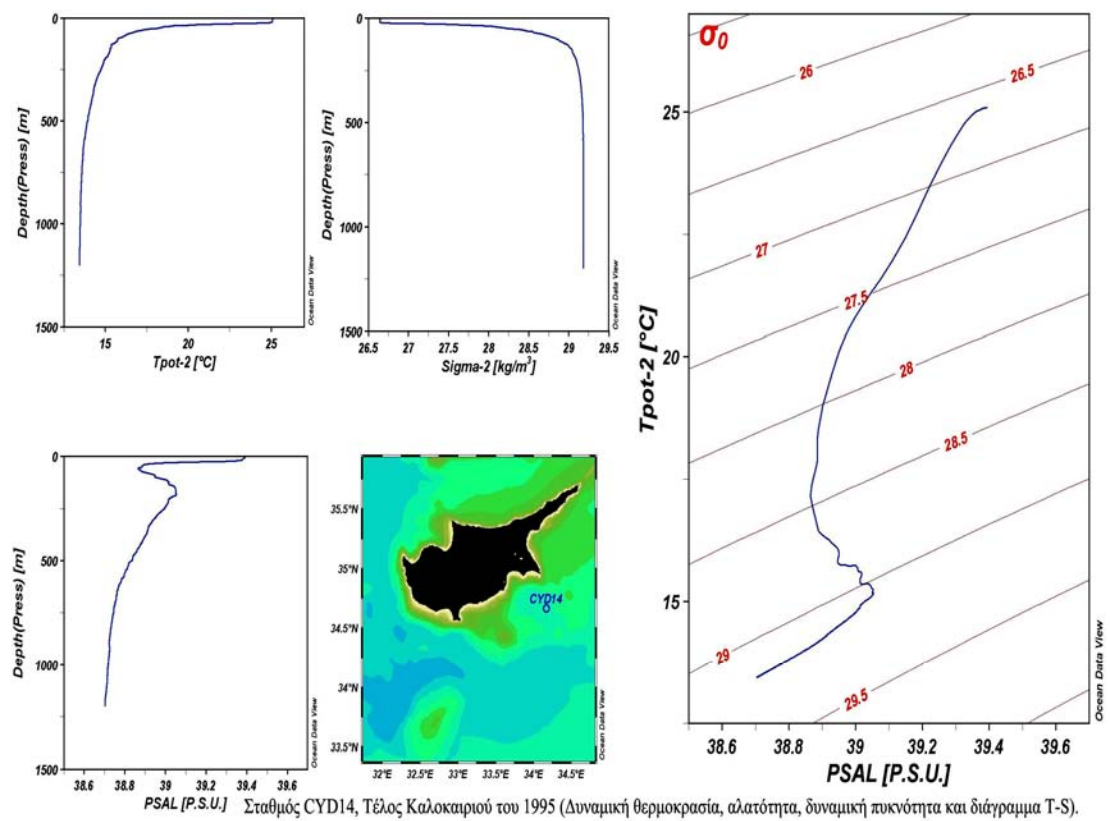 0
500
1000
1500
Depth(Press) [m]
15 20 25
Tpot-2 [°C]
Ocean Data View
0
500
1000
1500
Depth(Press) [m]
26.5 27 27.5 28 28.5 29 29.5
Sigma-2 [kg/m³]
Ocean Data View
σ₀
26
26.5
27
27.5
28
28.5
29
29.5
25
20
15
Tpot-2 [°C]
38.6 38.8 39 39.2 39.4 39.6
PSAL [P.S.U.]
Ocean Data View
0
500
1000
1500
Depth(Press) [m]
38.6 38.8 39 39.2 39.4 39.6
PSAL [P.S.U.]
Ocean Data View
35.5°N
35°N
34.5°N
34°N
33.5°N
CYD14
32°E 32.5°E 33°E 33.5°E 34°E 34.5°E
Ocean Data View
Σταθμός CYD14, Τέλος Καλοκαιριού του 1995 (Δυναμική θερμοκρασία, αλατότητα, δυναμική πυκνότητα και διάγραμμα T-S).